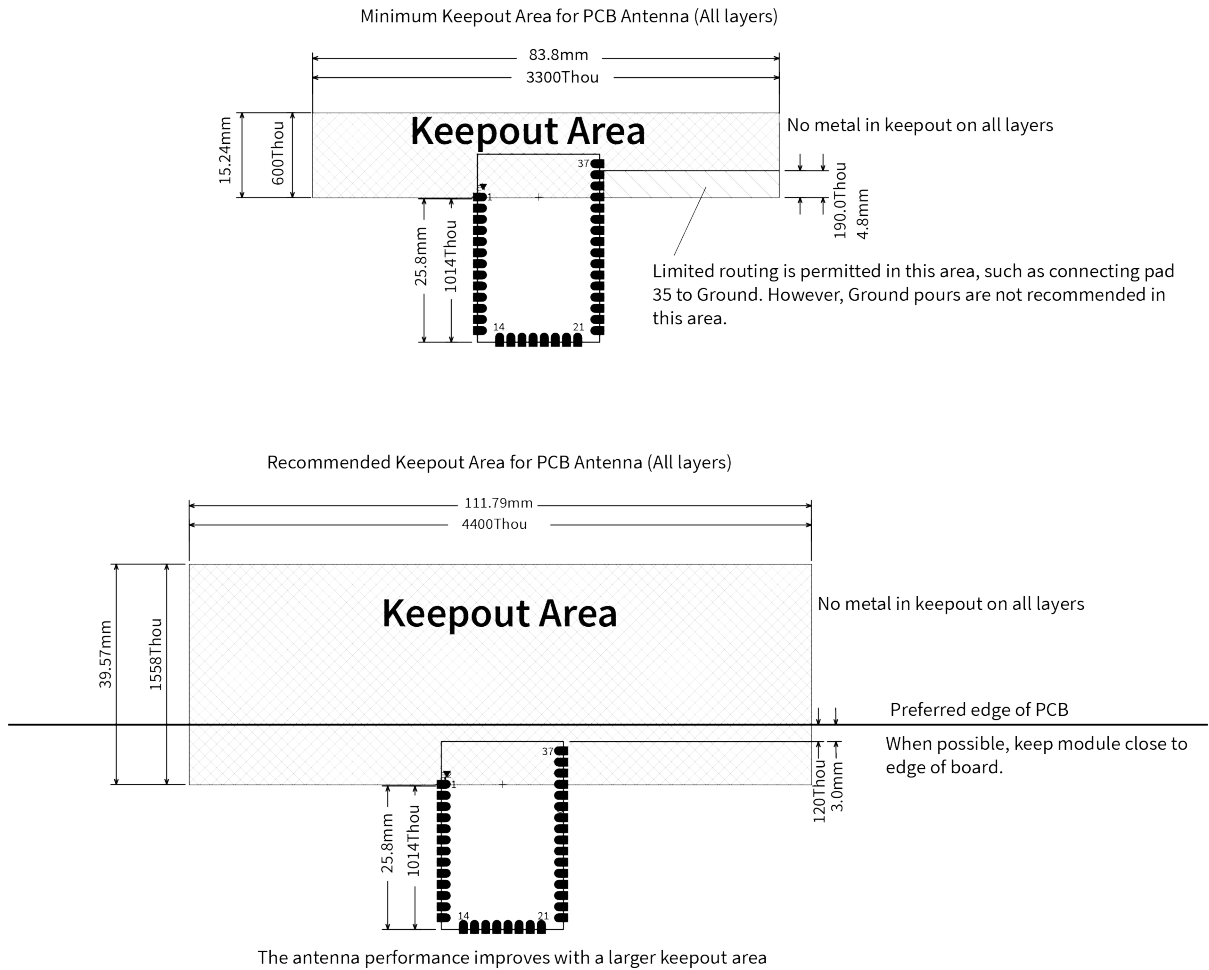 Minimum Keepout Area for PCB Antenna (All layers)
83.8mm
3300Thou
Keepout Area
No metal in keepout on all layers
15.24mm
600Thou
37
1
190.0Thou
4.8mm
25.8mm
1014Thou
Limited routing is permitted in this area, such as connecting pad
35 to Ground. However, Ground pours are not recommended in
this area.
14
21
Recommended Keepout Area for PCB Antenna (All layers)
111.79mm
4400Thou
Keepout Area
No metal in keepout on all layers
39.57mm
1558Thou
Preferred edge of PCB
When possible, keep module close to
edge of board.
37
1
120Thou
3.0mm
25.8mm
1014Thou
14
21
The antenna performance improves with a larger keepout area